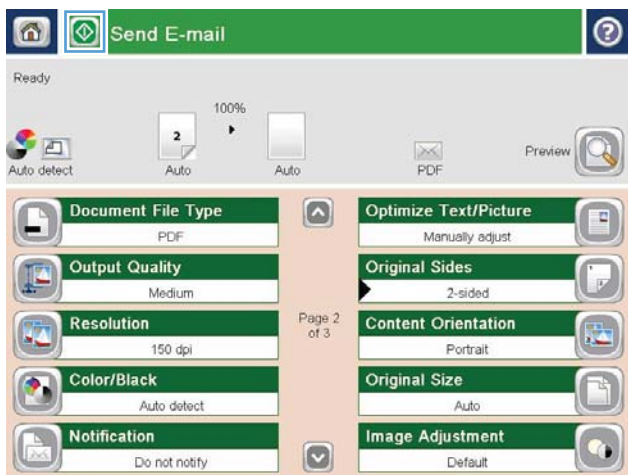 Send E-mail
?
Ready
100%
2
Auto detect
Auto
Auto
PDF
Preview
Document File Type
PDF
Output Quality
Medium
Resolution
150 dpi
Color/Black
Auto detect
Notification
Do not notify
Page 2
of 3
Optimize Text/Picture
Manually adjust
Original Sides
2-sided
Content Orientation
Portrait
Original Size
Auto
Image Adjustment
Default